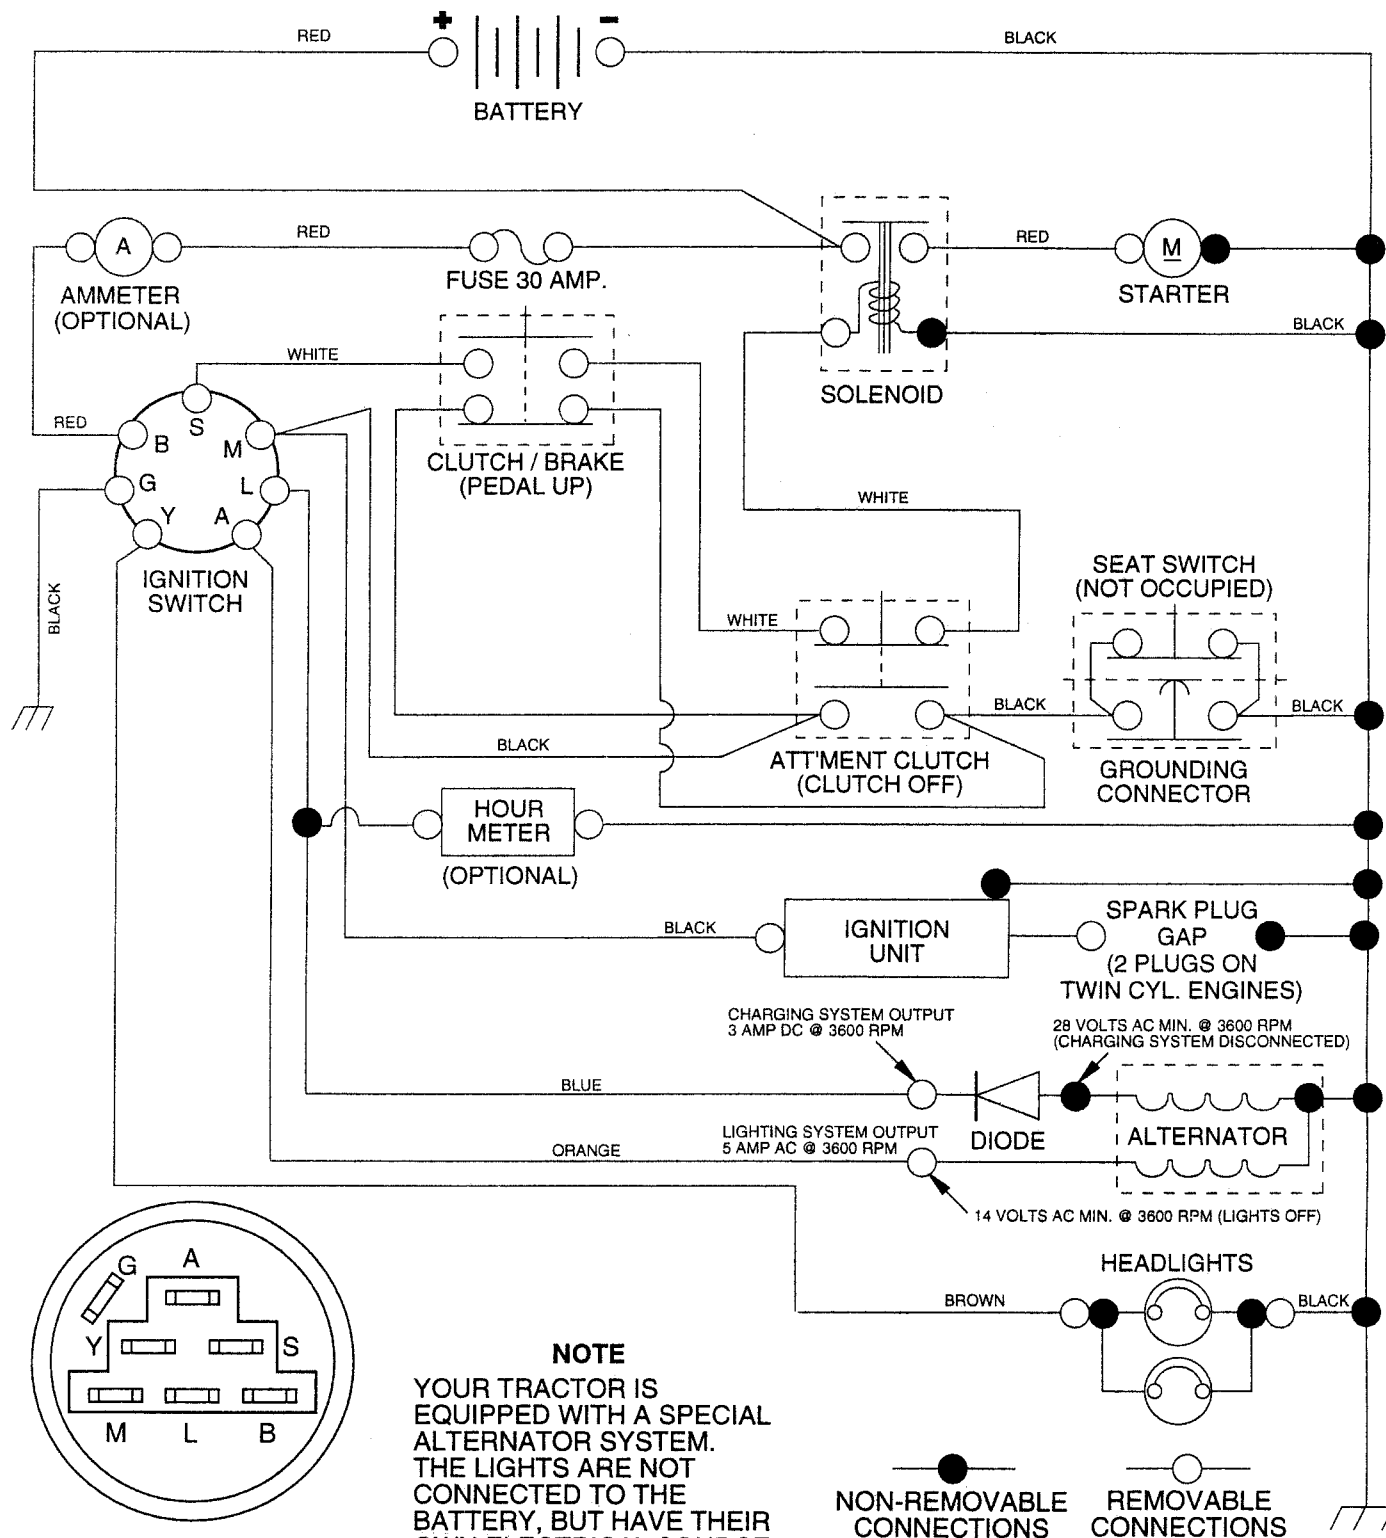 + -
RED
BLACK
BATTERY
A
RED
RED
M
FUSE 30 AMP.
STARTER
AMMETER
(OPTIONAL)
BLACK
WHITE
SOLENOID
RED
S
B
M
CLUTCH / BRAKE
(PEDAL UP)
G
L
WHITE
Y
A
IGNITION
SWITCH
BLACK
SEAT SWITCH
(NOT OCCUPIED)
WHITE
BLACK
BLACK
BLACK
ATT'MENT CLUTCH
(CLUTCH OFF)
GROUNDING
CONNECTOR
HOUR
METER
(OPTIONAL)
BLACK
IGNITION
UNIT
SPARK PLUG
GAP
(2 PLUGS ON
TWIN CYL. ENGINES)
CHARGING SYSTEM OUTPUT
3 AMP DC @ 3600 RPM
28 VOLTS AC MIN. @ 3600 RPM
(CHARGING SYSTEM DISCONNECTED)
BLUE
DIODE
ALTERNATOR
LIGHTING SYSTEM OUTPUT
5 AMP AC @ 3600 RPM
ORANGE
14 VOLTS AC MIN. @ 3600 RPM (LIGHTS OFF)
HEADLIGHTS
BROWN
BLACK
G
A
Y
S
M
L
B
NOTE
YOUR TRACTOR IS
EQUIPPED WITH A SPECIAL
ALTERNATOR SYSTEM.
THE LIGHTS ARE NOT
CONNECTED TO THE
BATTERY, BUT HAVE THEIR
NON-REMOVABLE
CONNECTIONS
REMOVABLE
CONNECTIONS